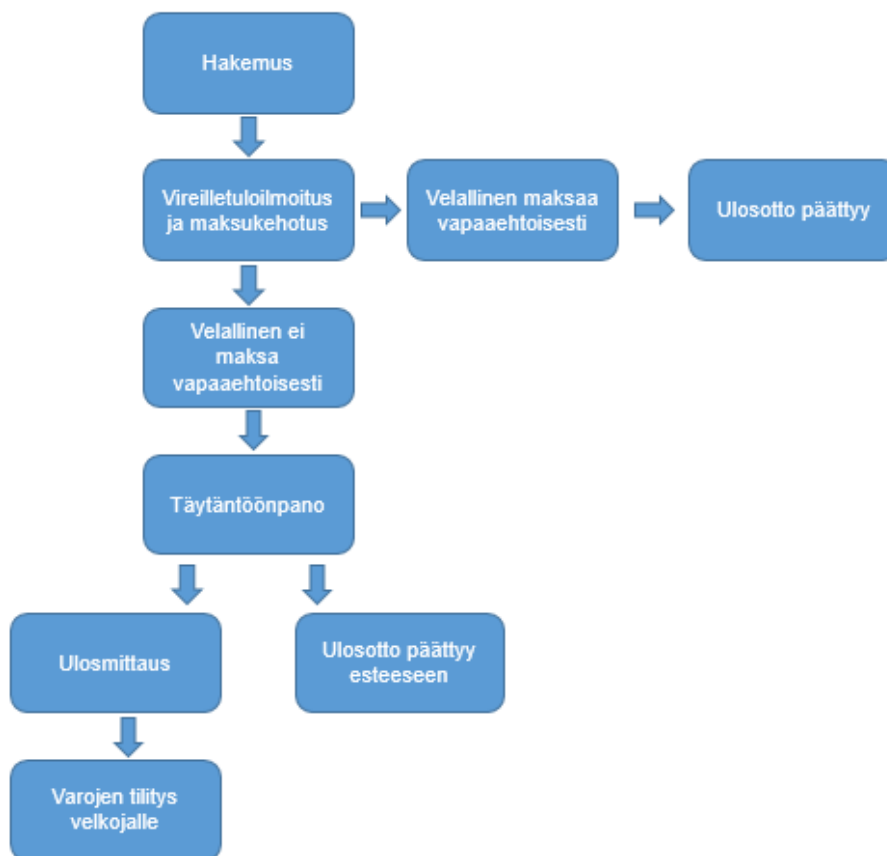 Hakemus
Vireilletuloilmoitus
ja maksukehotus
Velallinen maksaa
vapaaehtoisesti
Ulosotto päättyy
Velallinen ei
maksa
vapaaehtoisesti
Täytäntöönpano
Ulosmittaus
Ulosotto päättyy
esteeseen
Varojen tilitys
velkojalle